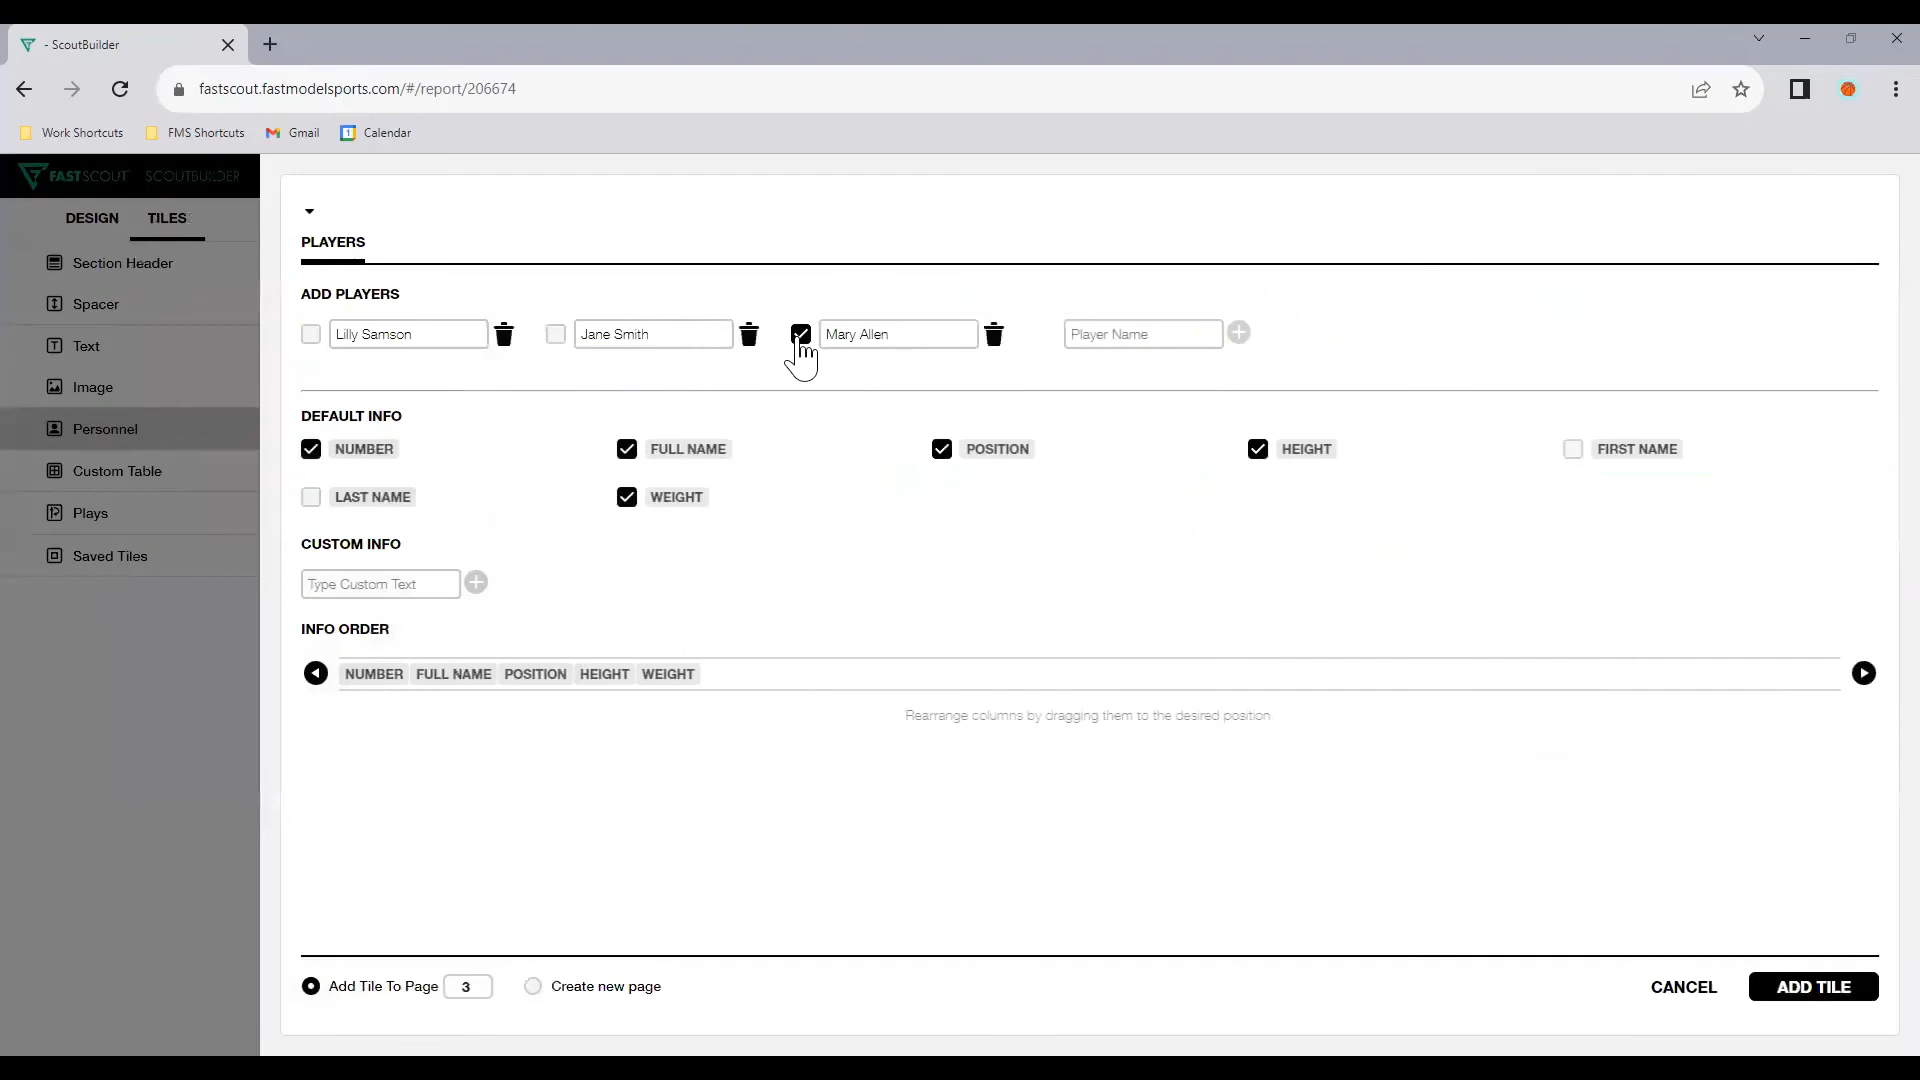 - ScoutBuilder
fastscout.fastmodelsports.com/#/report/206674
Work Shortcuts FMS Shortcuts Gmail 1 Calendar
FASTSCOUT SCOUTBUILDER
DESIGN TILES
Section Header
Spacer
Text
Image
Personnel
Custom Table
Plays
Saved Tiles
PLAYERS
ADD PLAYERS
Lilly Samson Jane Smith Mary Allen Player Name
DEFAULT INFO
NUMBER FULL NAME POSITION HEIGHT FIRST NAME
LAST NAME WEIGHT
CUSTOM INFO
Type Custom Text
INFO ORDER
NUMBER FULL NAME POSITION HEIGHT WEIGHT
Rearrange columns by dragging them to the desired position
Add Tile To Page 3 Create new page CANCEL ADD TILE